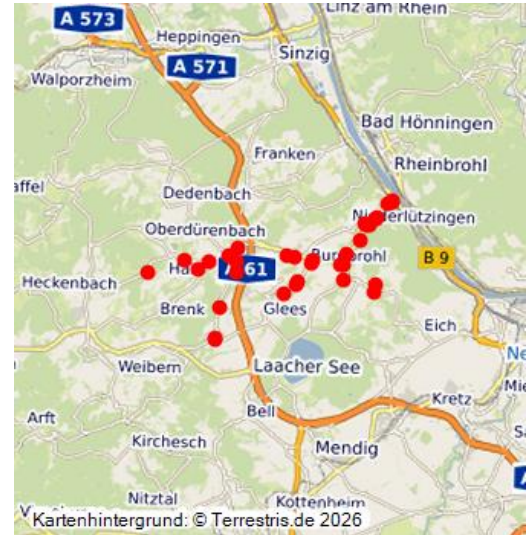 Linz am Rhein
A 573
Heppingen
Sinzig
A 571
Walporzheim
Bad Hönningen
Franken
Rheinbrohl
Dedenbach
Niederlützingen
Oberdürenbach
Burgbrohl
B 9
A 61
Heckenbach
Brenk
Glees
Eich
Laacher See
Weibern
Bell
Kretz
Arft
Kirchesch
Mendig
Nitztal
Kottenheim
Kartenhintergrund: © Terrestris.de 2026